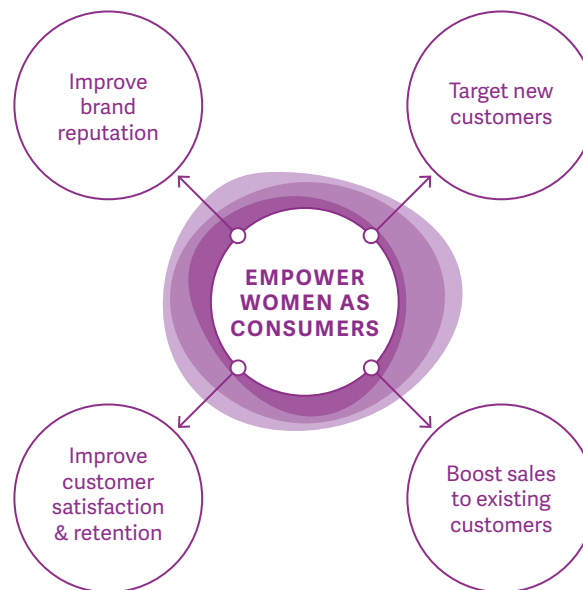 Improve
brand
reputation
Target new
customers
EMPOWER
WOMEN AS
CONSUMERS
Improve
customer
satisfaction
& retention
Boost sales
to existing
customers